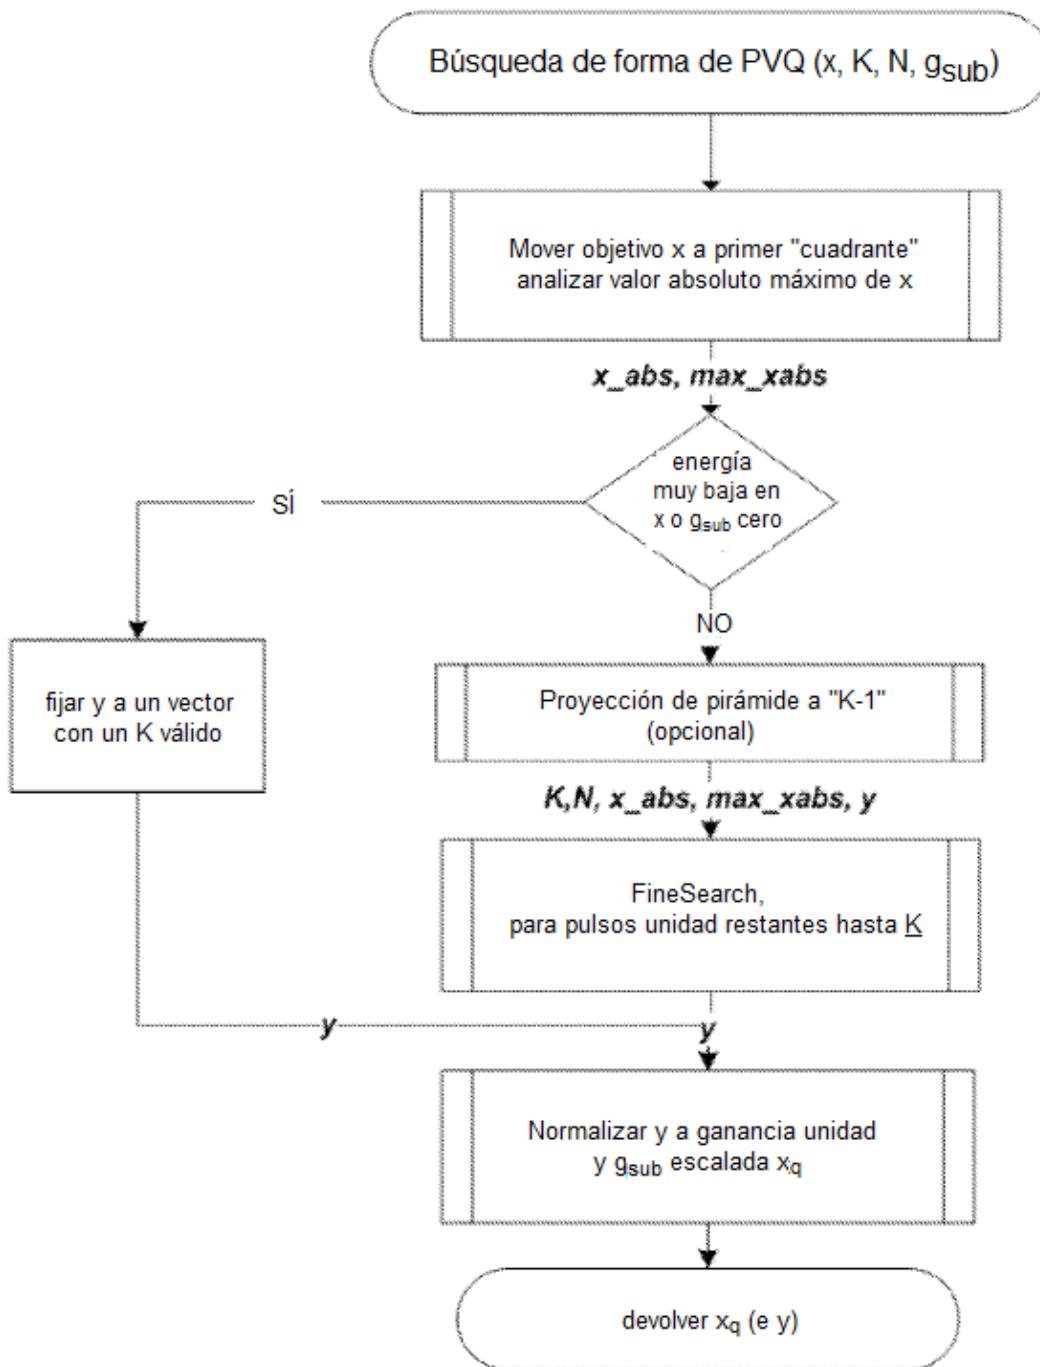 Búsqueda de forma de PVQ (x, K, N, gsub)
Mover objetivo x a primer "cuadrante"
analizar valor absoluto máximo de x
x_abs, max_xabs
energía
muy baja en
x o gsub cero
SÍ
NO
fijar y a un vector
con un K válido
Proyección de pirámide a "K-1"
(opcional)
K,N, x_abs, max_xabs, y
FineSearch,
para pulsos unidad restantes hasta K
y
y
Normalizar y a ganancia unidad
y gsub escalada xq
devolver xq (e y)